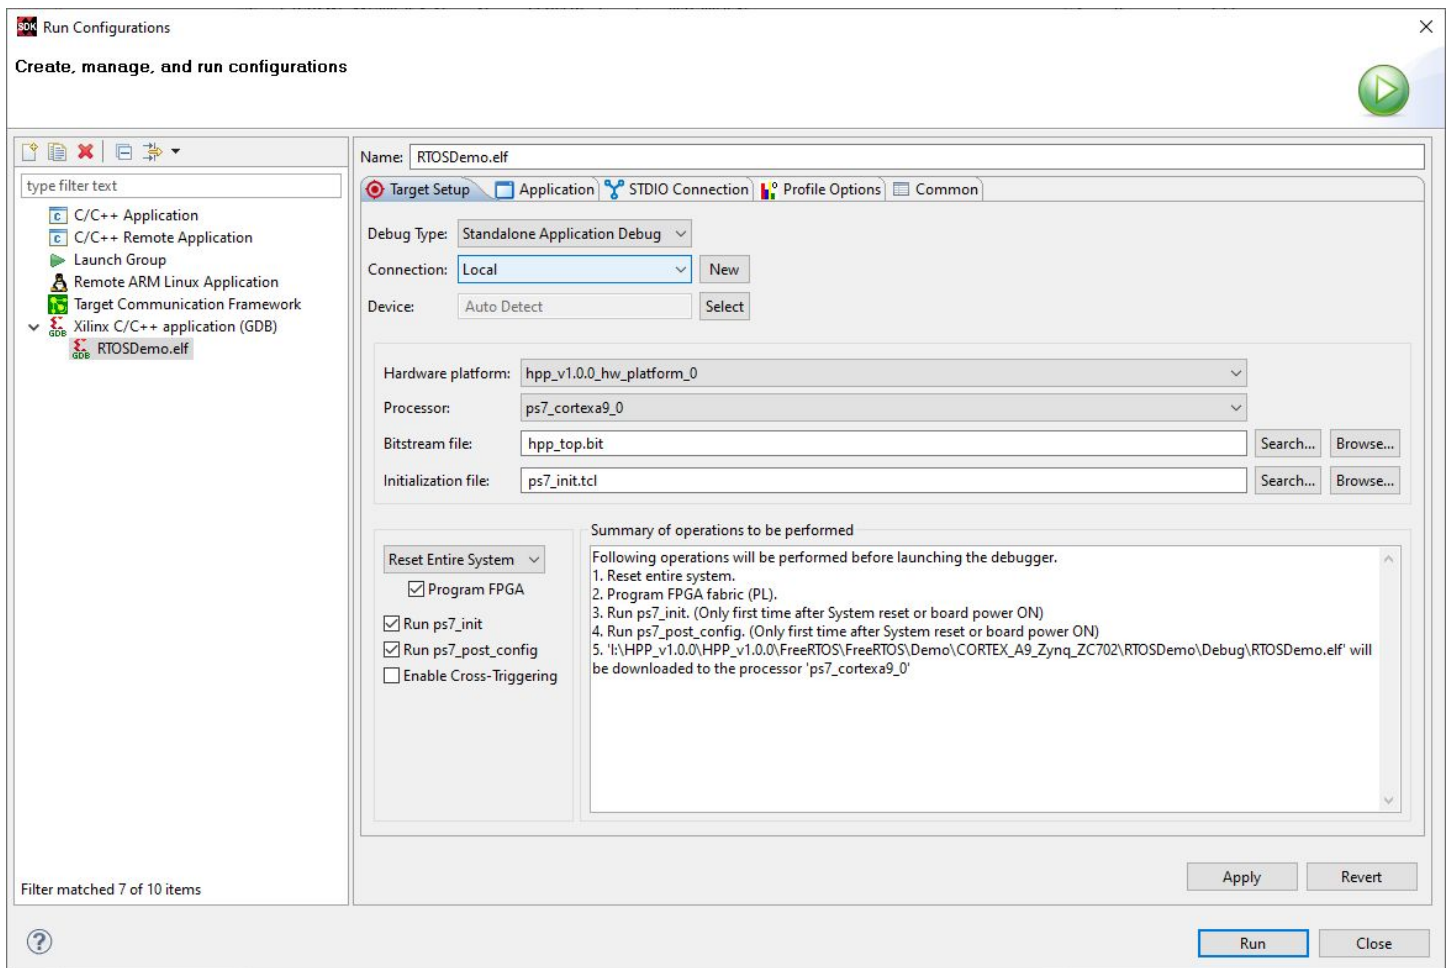 SDK Run Configurations
Create, manage, and run configurations
type filter text
C/C++ Application
C/C++ Remote Application
Launch Group
Remote ARM Linux Application
Target Communication Framework
Xilinx C/C++ application (GDB)
RTOSDemo.elf
Filter matched 7 of 10 items
Name: RTOSDemo.elf
Target Setup Application STDIO Connection Profile Options Common
Debug Type: Standalone Application Debug
Connection: Local New
Device: Auto Detect Select
Hardware platform: hpp_v1.0.0_hw_platform_0
Processor: ps7_cortexa9_0
Bitstream file: hpp_top.bit Search... Browse...
Initialization file: ps7_init.tcl Search... Browse...
Reset Entire System
Program FPGA
Run ps7_init
Run ps7_post_config
Enable Cross-Triggering
Summary of operations to be performed
Following operations will be performed before launching the debugger.
1. Reset entire system.
2. Program FPGA fabric (PL).
3. Run ps7_init. (Only first time after System reset or board power ON)
4. Run ps7_post_config. (Only first time after System reset or board power ON)
5. 'I:\HPP_v1.0.0\HPP_v1.0.0\FreeRTOS\FreeRTOS\Demo\CORTEX_A9_Zynq_ZC702\RTOSDemo\Debug\RTOSDemo.elf' will
be downloaded to the processor 'ps7_cortexa9_0'
Apply Revert
Run Close